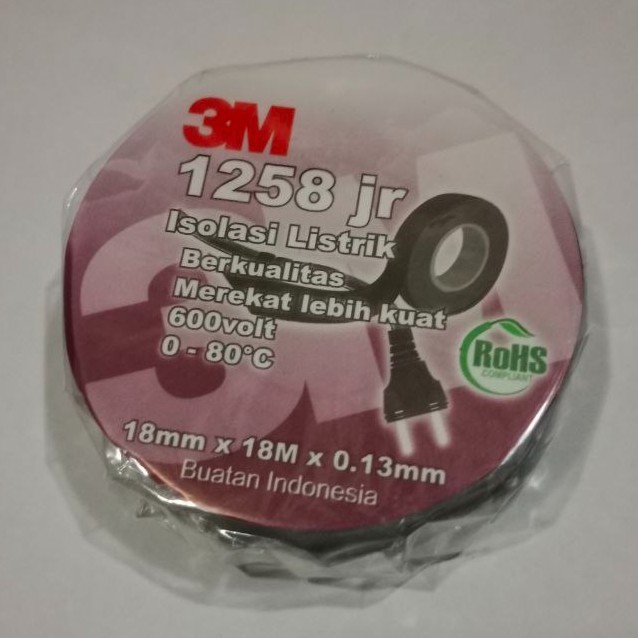 3M
1258 jr
Isolasi Listrik
Berkualitas
Merekat lebih kuat
600volt
0 - 80°C
RoHS
COMPLIANT
18mm x 18M x 0.13mm
Buatan Indonesia